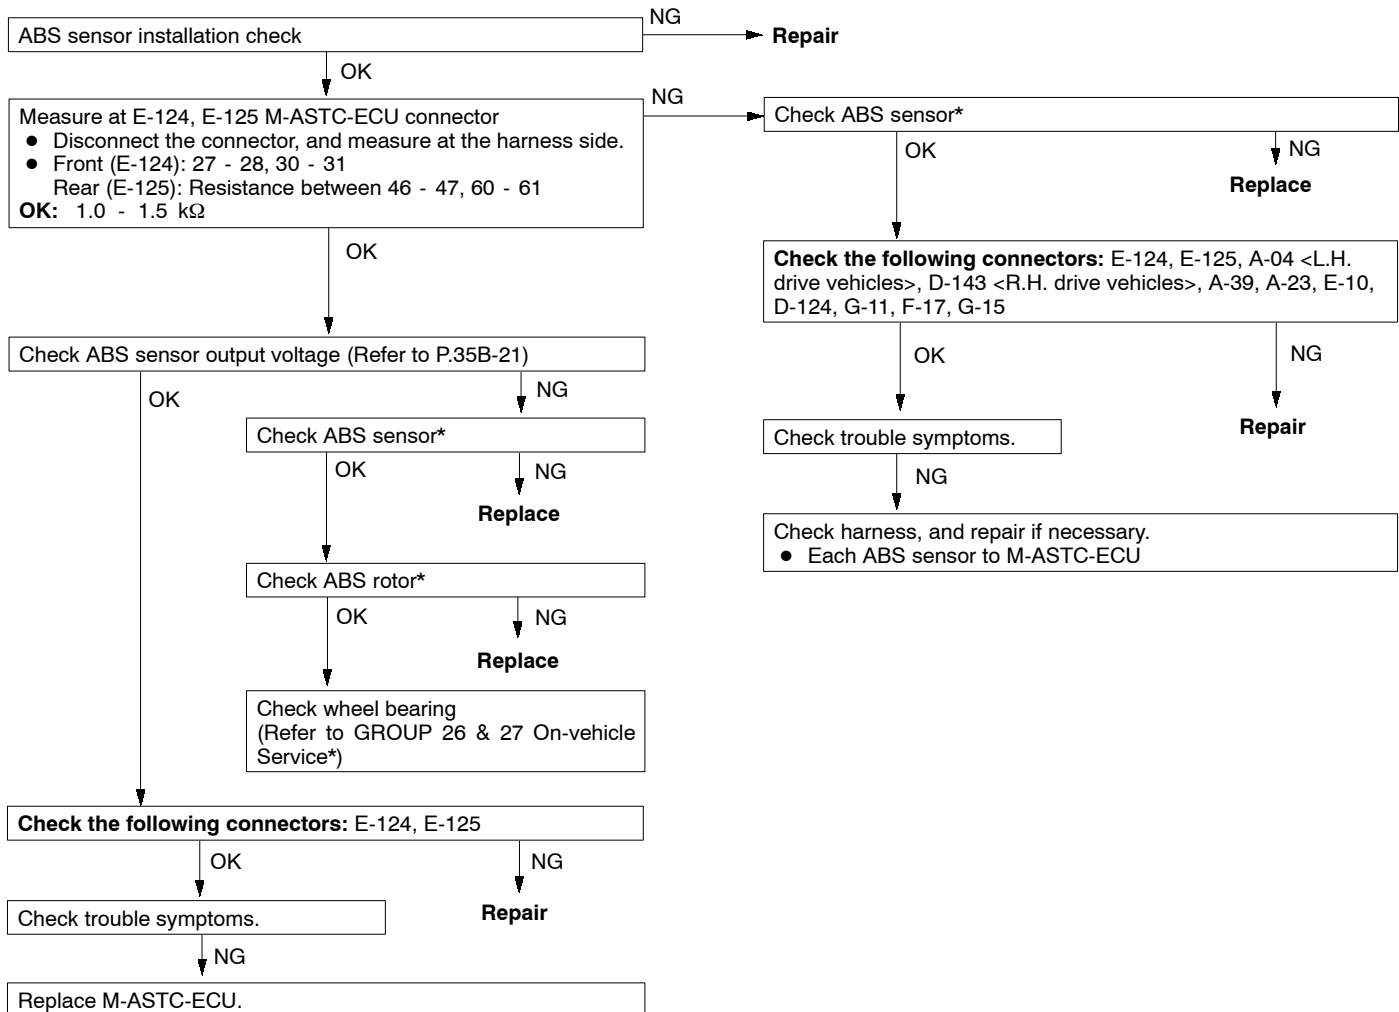 ABS sensor installation check
NG
Repair
OK
Measure at E-124, E-125 M-ASTC-ECU connector
● Disconnect the connector, and measure at the harness side.
● Front (E-124): 27 - 28, 30 - 31
Rear (E-125): Resistance between 46 - 47, 60 - 61
OK: 1.0 - 1.5 kΩ
NG
Check ABS sensor*
OK
NG
Replace
Check the following connectors: E-124, E-125, A-04 <L.H.
drive vehicles>, D-143 <R.H. drive vehicles>, A-39, A-23, E-10,
D-124, G-11, F-17, G-15
OK
NG
Repair
Check trouble symptoms.
NG
Check harness, and repair if necessary.
● Each ABS sensor to M-ASTC-ECU
OK
Check ABS sensor output voltage (Refer to P.35B-21)
OK
NG
Check ABS sensor*
OK
NG
Replace
Check ABS rotor*
OK
NG
Replace
Check wheel bearing
(Refer to GROUP 26 & 27 On-vehicle
Service*)
Check the following connectors: E-124, E-125
OK
NG
Repair
Check trouble symptoms.
NG
Replace M-ASTC-ECU.